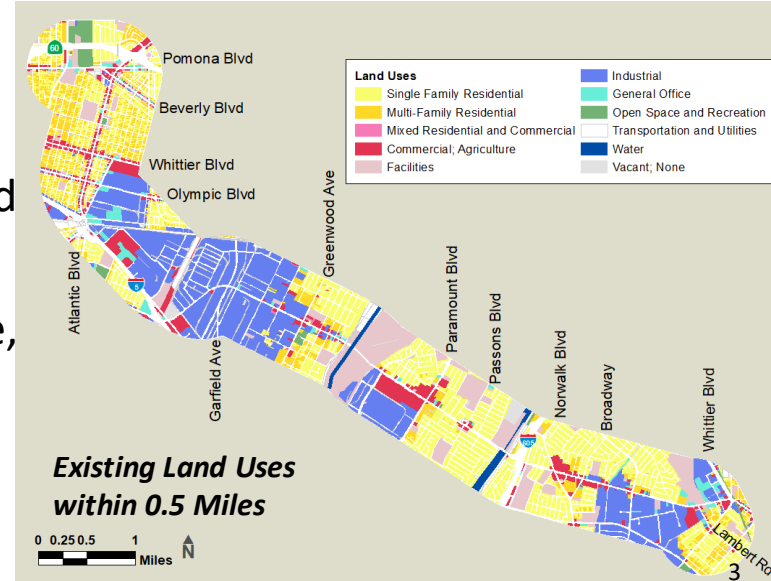 60
Pomona Blvd
Beverly Blvd
Whittier Blvd
Olympic Blvd
Land Uses
Single Family Residential
Multi-Family Residential
Mixed Residential and Commercial
Commercial; Agriculture
Facilities
Industrial
General Office
Open Space and Recreation
Transportation and Utilities
Water
Vacant; None
d
e,
Atlantic Blvd
5
Garfield Ave
Greenwood Ave
Paramount Blvd
Passons Blvd
605
Norwalk Blvd
Broadway
Whittier Blvd
Lambert Rd
Existing Land Uses
within 0.5 Miles
0 0.25 0.5 1
Miles
N
3